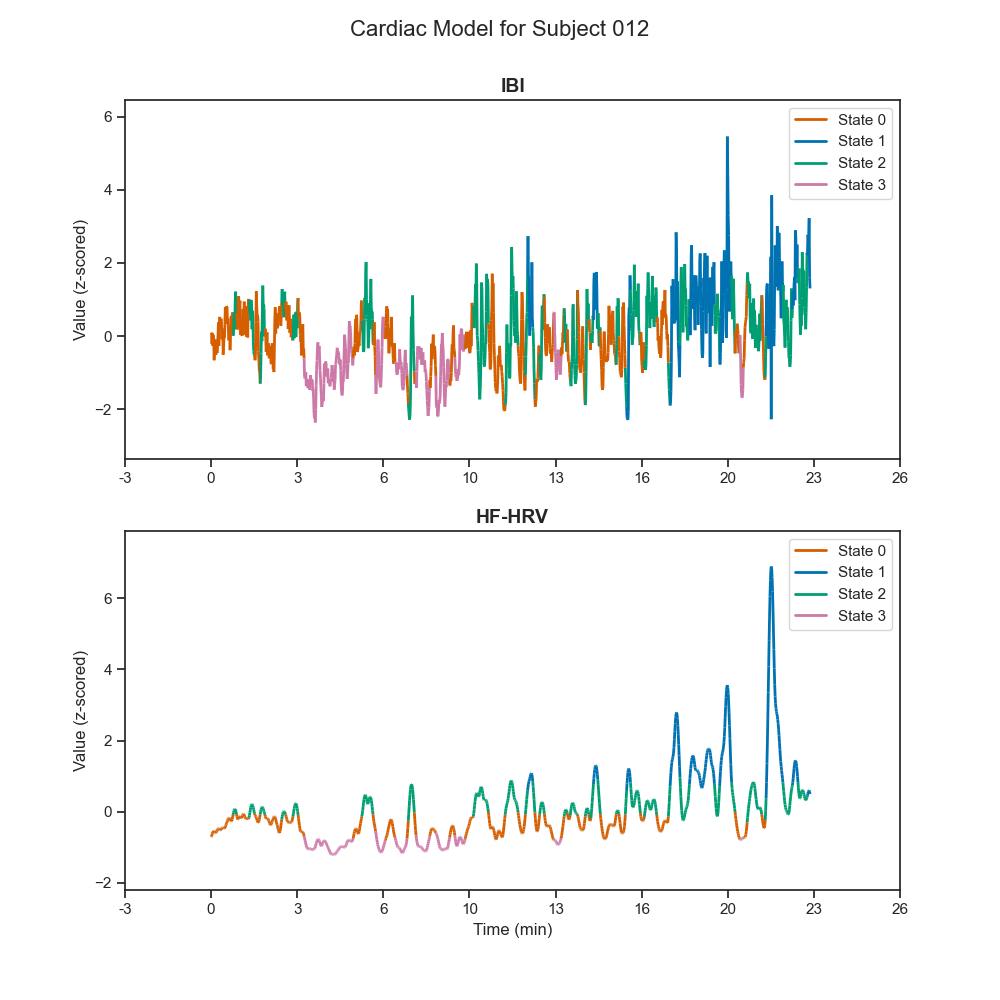 Cardiac Model for Subject 012
IBI
6
4
2
0
−2
Value (z-scored)
State 0
State 1
State 2
State 3
-3 0 3 6 10 13 16 20 23 26
HF-HRV
6
4
2
0
−2
Value (z-scored)
State 0
State 1
State 2
State 3
-3 0 3 6 10 13 16 20 23 26
Time (min)